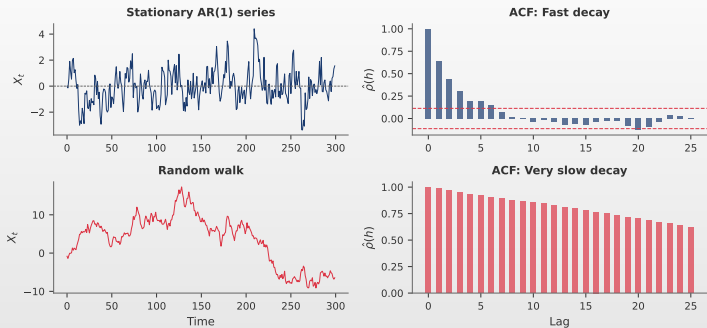 Stationary AR(1) series
ACF: Fast decay
4
2
0
−2
X_t
0 50 100 150 200 250 300
1.00
0.75
0.50
0.25
0.00
ρ̂(h)
0 5 10 15 20 25
Random walk
ACF: Very slow decay
10
0
−10
X_t
0 50 100 150 200 250 300
Time
1.00
0.75
0.50
0.25
0.00
ρ̂(h)
0 5 10 15 20 25
Lag